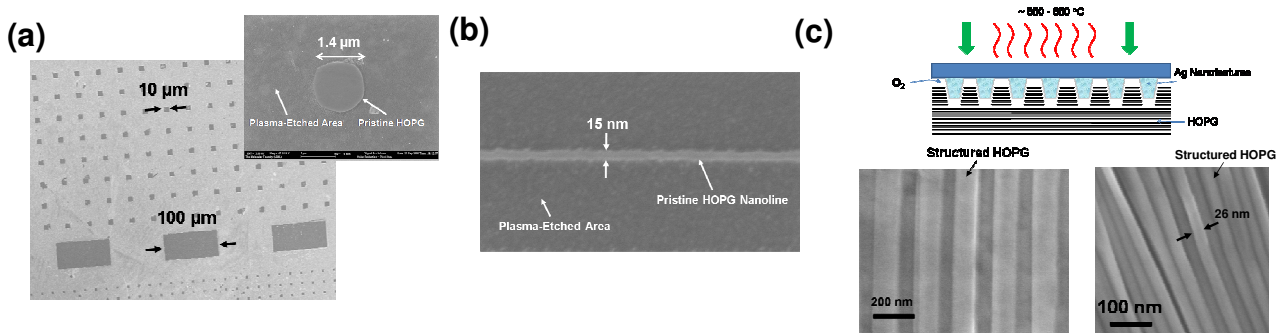 (a)
10 µm
100 µm
1.4 µm
Plasma-Etched Area
Pristine HOPG
(b)
15 nm
Pristine HOPG Nanoline
Plasma-Etched Area
(c)
O2
Ag Nanofeatures
HOPG
Structured HOPG
200 nm
Structured HOPG
26 nm
100 nm